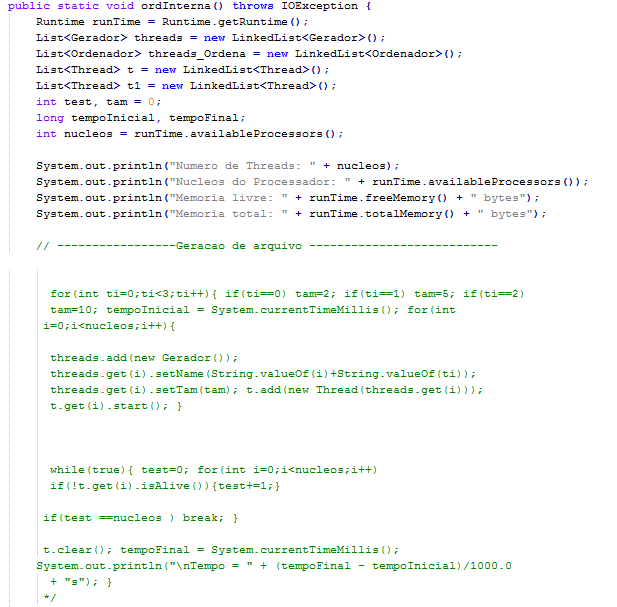 public static void ordInterna() throws IOException {
Runtime runTime = Runtime.getRuntime();
List<Gerador> threads = new LinkedList<Gerador>();
List<Ordenador> threads_Ordena = new LinkedList<Ordenador>();
List<Thread> t = new LinkedList<Thread>();
List<Thread> t1 = new LinkedList<Thread>();
int test, tam = 0;
long tempoInicial, tempoFinal;
int nucleos = runTime.availableProcessors();
System.out.println("Numero de Threads: " + nucleos);
System.out.println("Nucleos do Processador: " + runTime.availableProcessors());
System.out.println("Memoria livre: " + runTime.freeMemory() + " bytes");
System.out.println("Memoria total: " + runTime.totalMemory() + " bytes");
// -----------------Geracao de arquivo ---------------------------
for(int ti=0;ti<3;ti++){ if(ti==0) tam=2; if(ti==1) tam=5; if(ti==2)
tam=10; tempoInicial = System.currentTimeMillis(); for(int
i=0;i<nucleos;i++){
threads.add(new Gerador());
threads.get(i).setName(String.valueOf(i)+String.valueOf(ti));
threads.get(i).setTam(tam); t.add(new Thread(threads.get(i)));
t.get(i).start(); }
while(true){ test=0; for(int i=0;i<nucleos;i++)
if(!t.get(i).isAlive()){test+=1;}
if(test ==nucleos ) break; }
t.clear(); tempoFinal = System.currentTimeMillis();
System.out.println("\nTempo = " + (tempoFinal - tempoInicial)/1000.0
+ "s"); }
*/